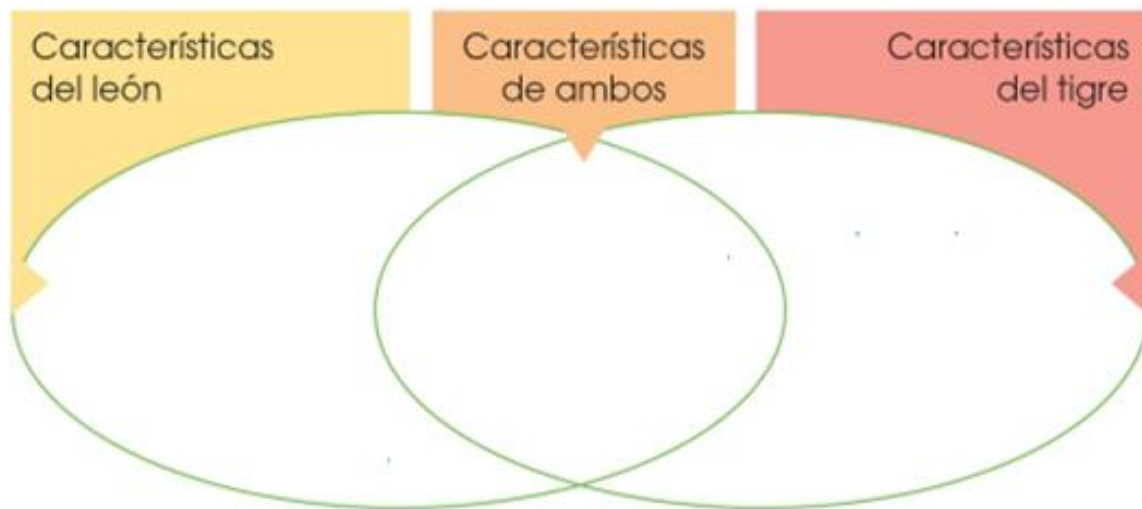 Características
del león
Características
de ambos
Características
del tigre